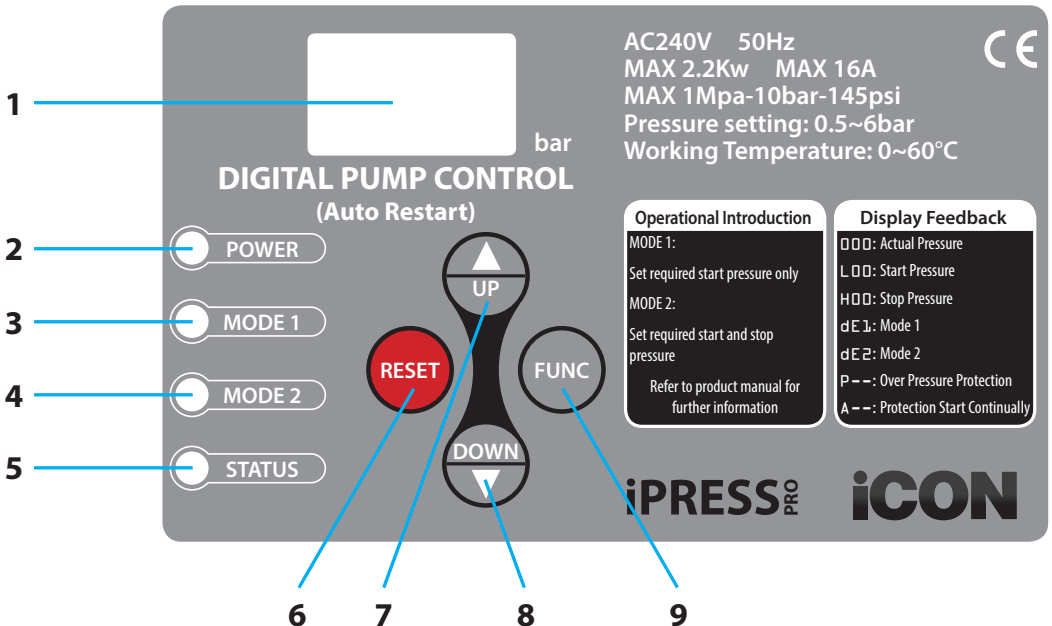 1
bar
DIGITAL PUMP CONTROL
(Auto Restart)
2
POWER
3
MODE 1
4
MODE 2
5
STATUS
UP
RESET
FUNC
DOWN
6
7
8
9
AC240V 50Hz
MAX 2.2Kw MAX 16A
MAX 1Mpa-10bar-145psi
Pressure setting: 0.5~6bar
Working Temperature: 0~60°C
CE
Operational Introduction
MODE 1:
Set required start pressure only
MODE 2:
Set required start and stop
pressure
Refer to product manual for
further information
Display Feedback
000: Actual Pressure
L00: Start Pressure
H00: Stop Pressure
dE1: Mode 1
dE2: Mode 2
P--: Over Pressure Protection
A--: Protection Start Continually
iPRESS PRO
iCON